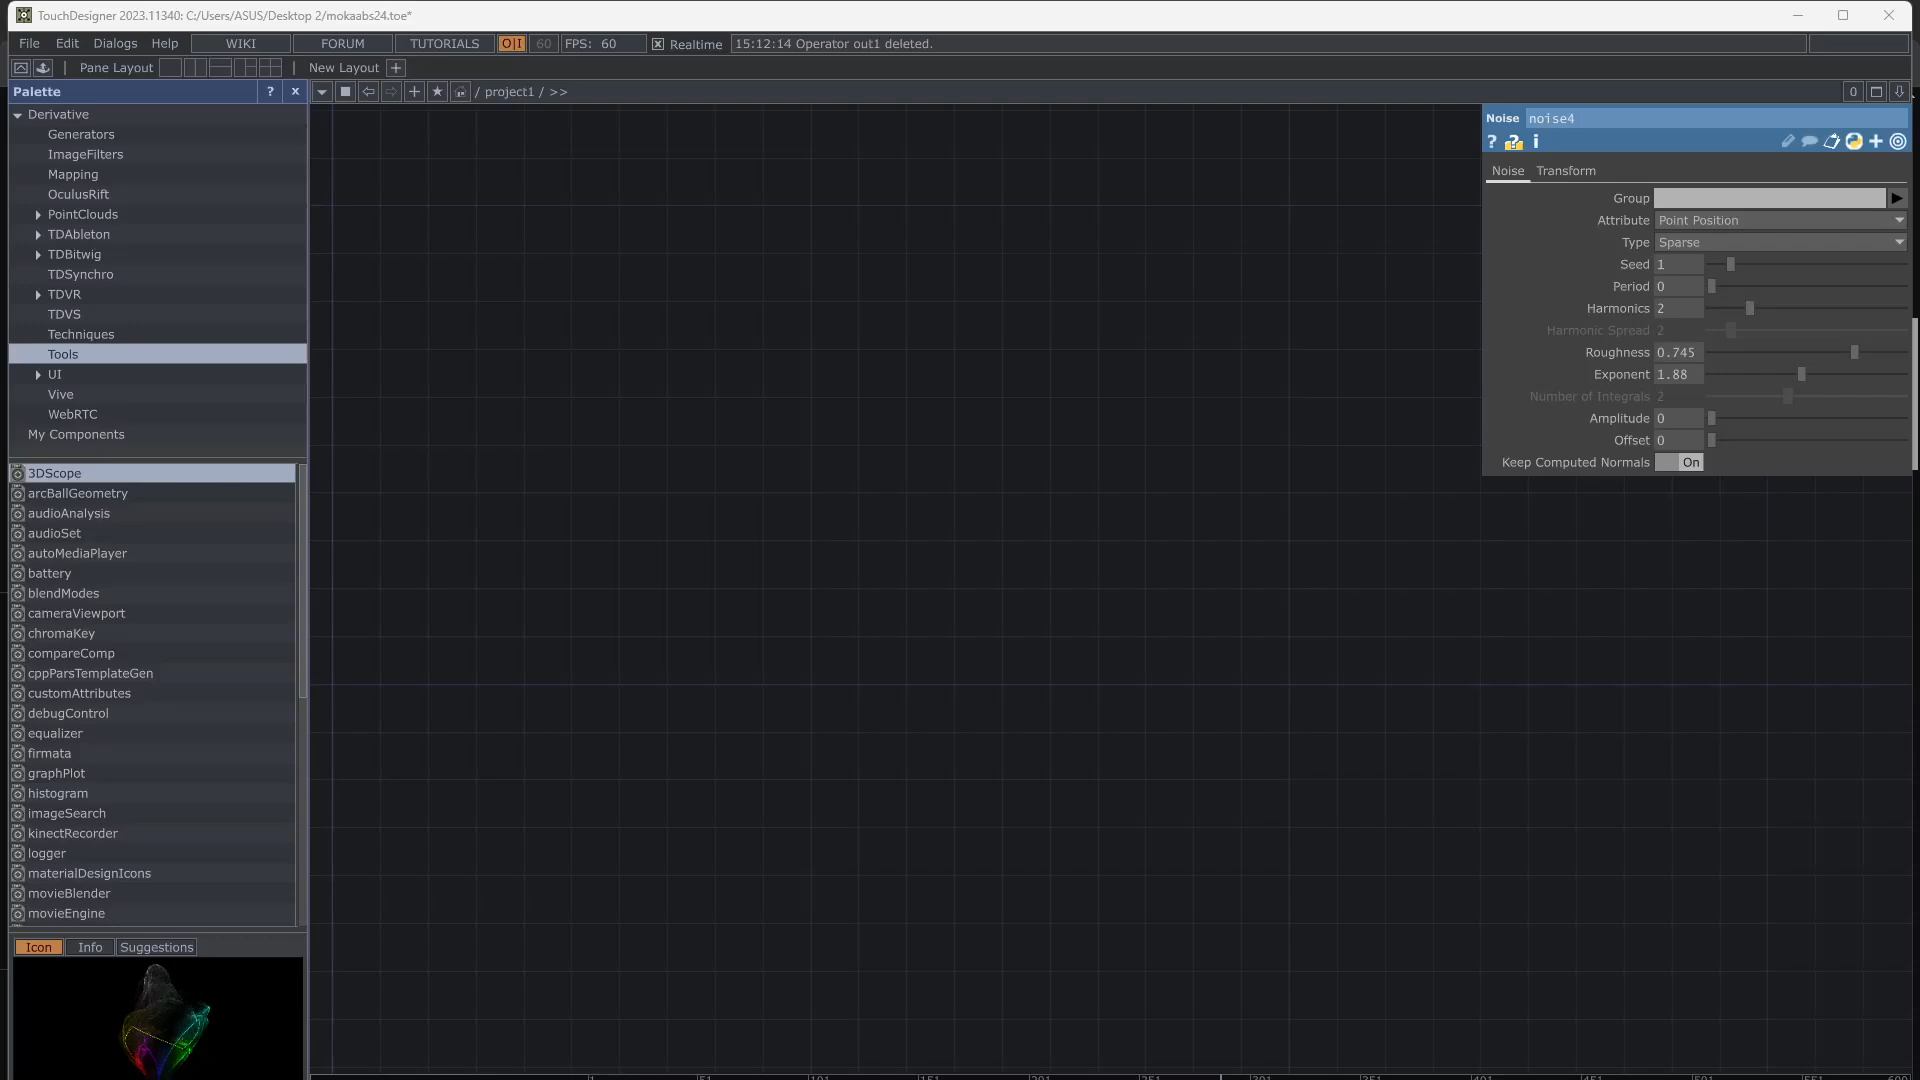 TouchDesigner 2023.11340: C:/Users/ASUS/Desktop 2/mokaabs24.toe*
File Edit Dialogs Help WIKI FORUM TUTORIALS O|I 60 FPS: 60 Realtime 15:12:14 Operator out1 deleted.
Pane Layout New Layout
Palette ? x / project1 / >> 0
Derivative
Generators
ImageFilters
Mapping
OculusRift
PointClouds
TDAbleton
TDBitwig
TDSynchro
TDVR
TDVS
Techniques
Tools
UI
Vive
WebRTC
My Components
3DScope
arcBallGeometry
audioAnalysis
audioSet
autoMediaPlayer
battery
blendModes
cameraViewport
chromaKey
compareComp
cppParsTemplateGen
customAttributes
debugControl
equalizer
firmata
graphPlot
histogram
imageSearch
kinectRecorder
logger
materialDesignIcons
movieBlender
movieEngine
Icon Info Suggestions
Noise noise4
? ? i
Noise Transform
Group
Attribute Point Position
Type Sparse
Seed 1
Period 0
Harmonics 2
Harmonic Spread 2
Roughness 0.745
Exponent 1.88
Number of Integrals 2
Amplitude 0
Offset 0
Keep Computed Normals On